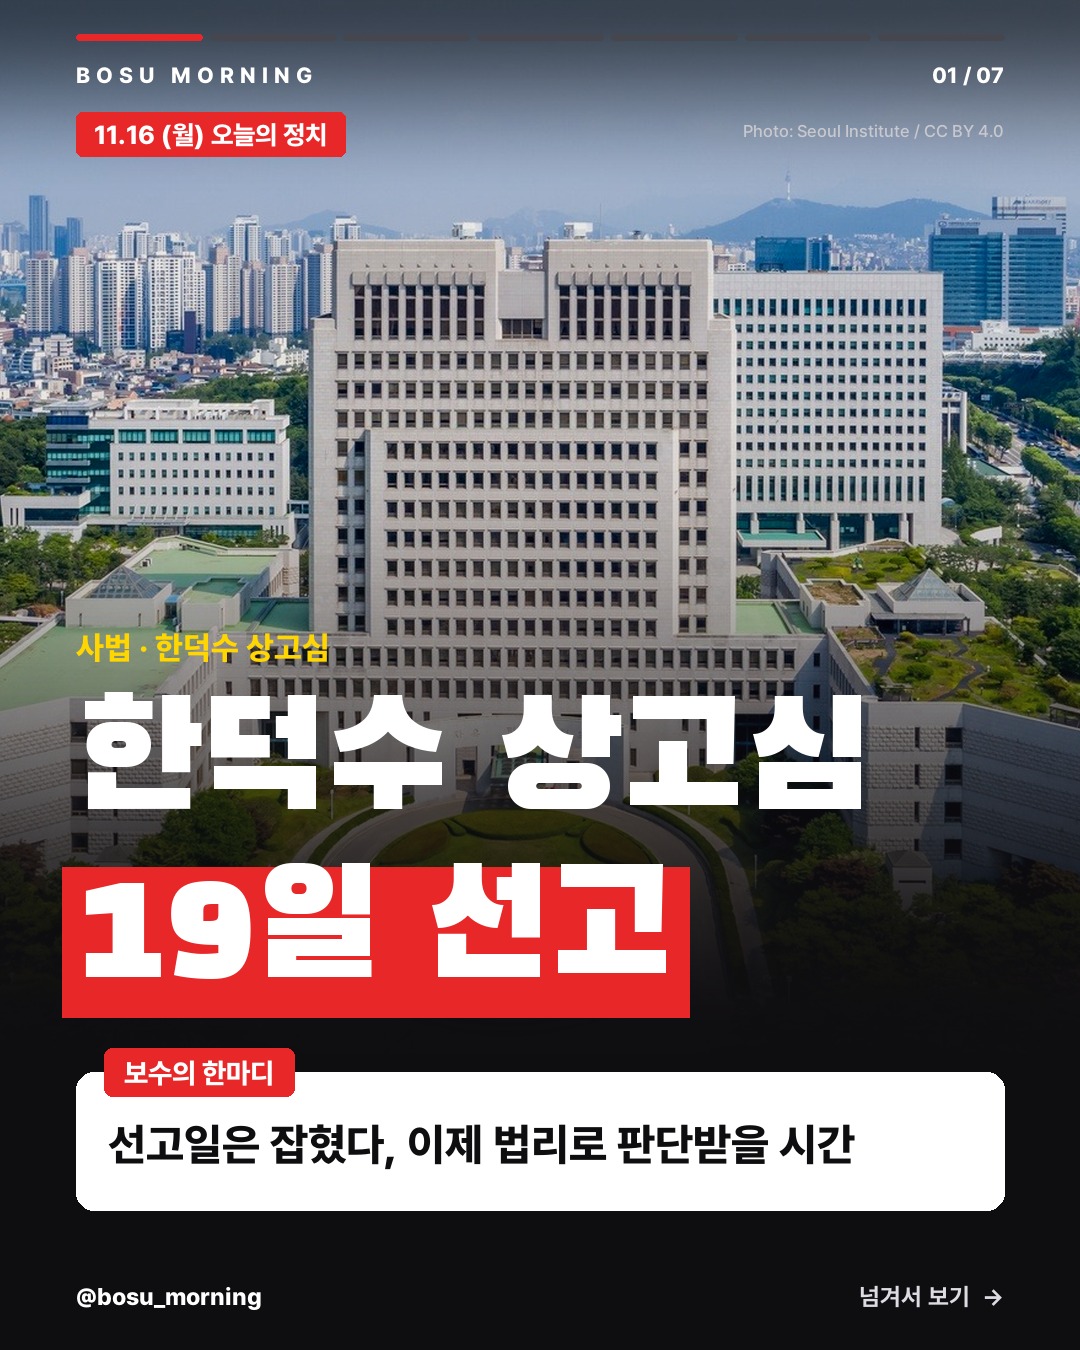 BOSU MORNING
01 / 07
11.16 (월) 오늘의 정치
Photo: Seoul Institute / CC BY 4.0
사법 · 한덕수 상고심
한덕수 상고심
19일 선고
보수의 한마디
선고일은 잡혔다, 이제 법리로 판단받을 시간
@bosu_morning
넘겨서 보기 →